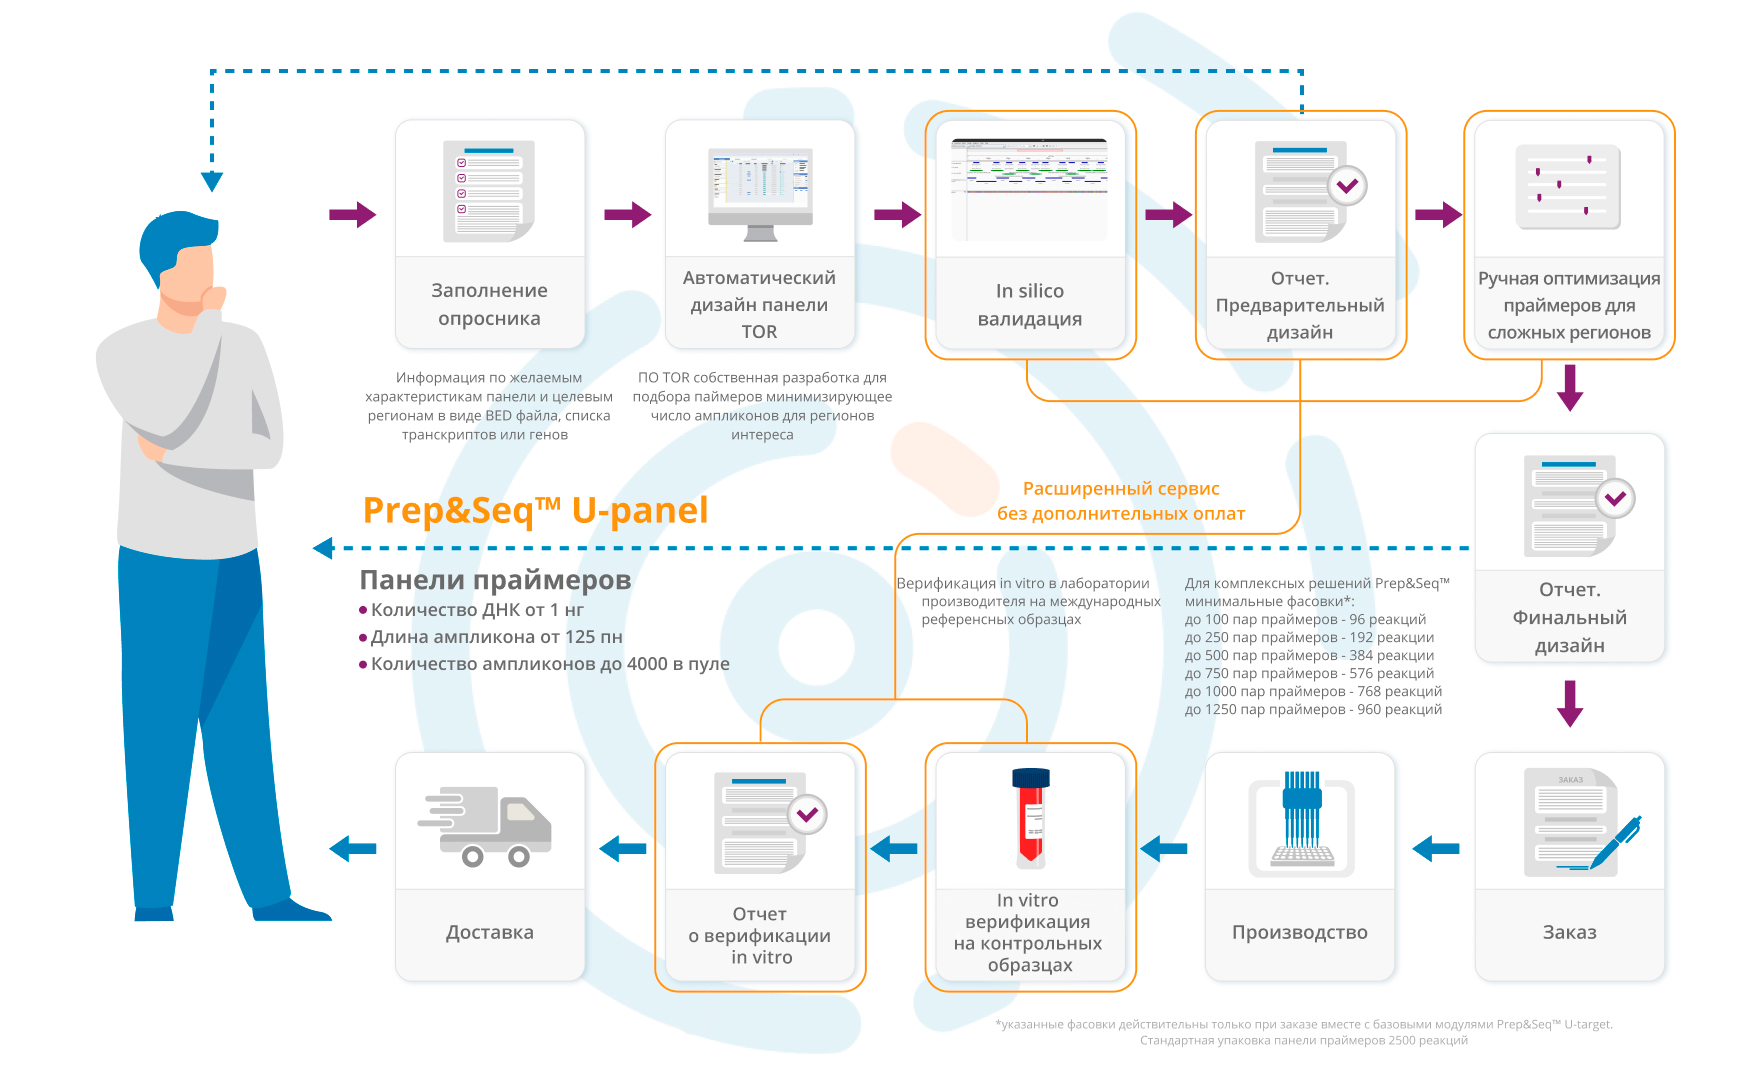 Заполнение
опросника
Автоматический
дизайн панели
TOR
In silico
валидация
Отчет.
Предварительный
дизайн
Ручная оптимизация
праймеров для
сложных регионов
Информация по желаемым
характеристикам панели и целевым
регионам в виде BED файла, списка
транскриптов или генов
ПО TOR собственная разработка для
подбора паймеров минимизирующее
число ампликонов для регионов
интереса
Prep&Seq™ U-panel
Расширенный сервис
без дополнительных оплат
Панели праймеров
Количество ДНК от 1 нг
Длина ампликона от 125 пн
Количество ампликонов до 4000 в пуле
Верификация in vitro в лаборатории
производителя на международных
референсных образцах
Для комплексных решений Prep&Seq™
минимальные фасовки*:
до 100 пар праймеров - 96 реакций
до 250 пар праймеров - 192 реакции
до 500 пар праймеров - 384 реакции
до 750 пар праймеров - 576 реакций
до 1000 пар праймеров - 768 реакций
до 1250 пар праймеров - 960 реакций
Отчет.
Финальный
дизайн
Доставка
Отчет
о верификации
in vitro
In vitro
верификация
на контрольных
образцах
Производство
ЗАКАЗ
Заказ
*указанные фасовки действительны только при заказе вместе с базовыми модулями Prep&Seq™ U-target.
Стандартная упаковка панели праймеров 2500 реакций